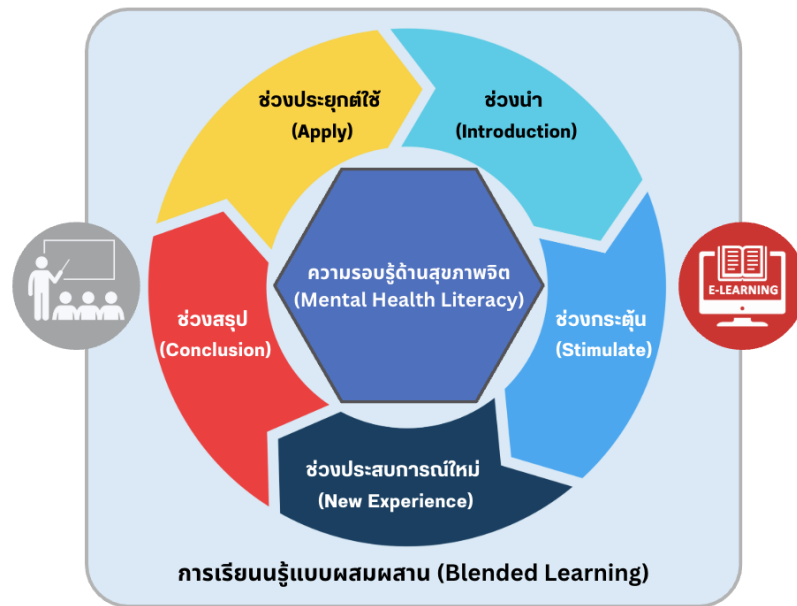 ช่วงประยุกต์ใช้
(Apply)
ช่วงนำ
(Introduction)
ความรอบรู้ด้านสุขภาพจิต
(Mental Health Literacy)
E-LEARNING
ช่วงสรุป
(Conclusion)
ช่วงกระตุ้น
(Stimulate)
ช่วงประสบการณ์ใหม่
(New Experience)
การเรียนนรู้แบบผสมผสาน (Blended Learning)